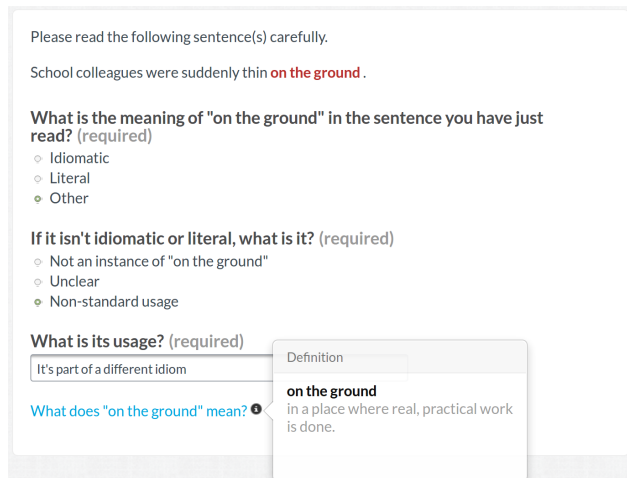 Please read the following sentence(s) carefully.
School colleagues were suddenly thin on the ground .
What is the meaning of "on the ground" in the sentence you have just
read? (required)
Idiomatic
Literal
Other
If it isn't idiomatic or literal, what is it? (required)
Not an instance of "on the ground"
Unclear
Non-standard usage
What is its usage? (required)
It's part of a different idiom
What does "on the ground" mean?
Definition
on the ground
in a place where real, practical work
is done.